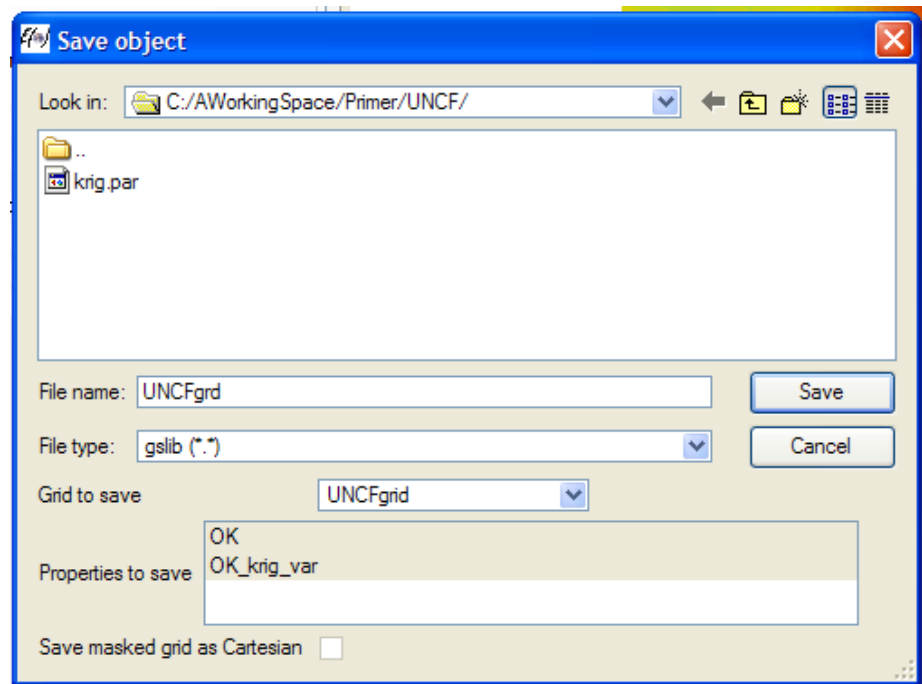 Save object
Look in: C:/AWorkingSpace/Primer/UNCF/
..
krig.par
File name: UNCFgrd Save
File type: gslib (*.*) Cancel
Grid to save UNCFgrid
OK
Properties to save OK_krig_var
Save masked grid as Cartesian